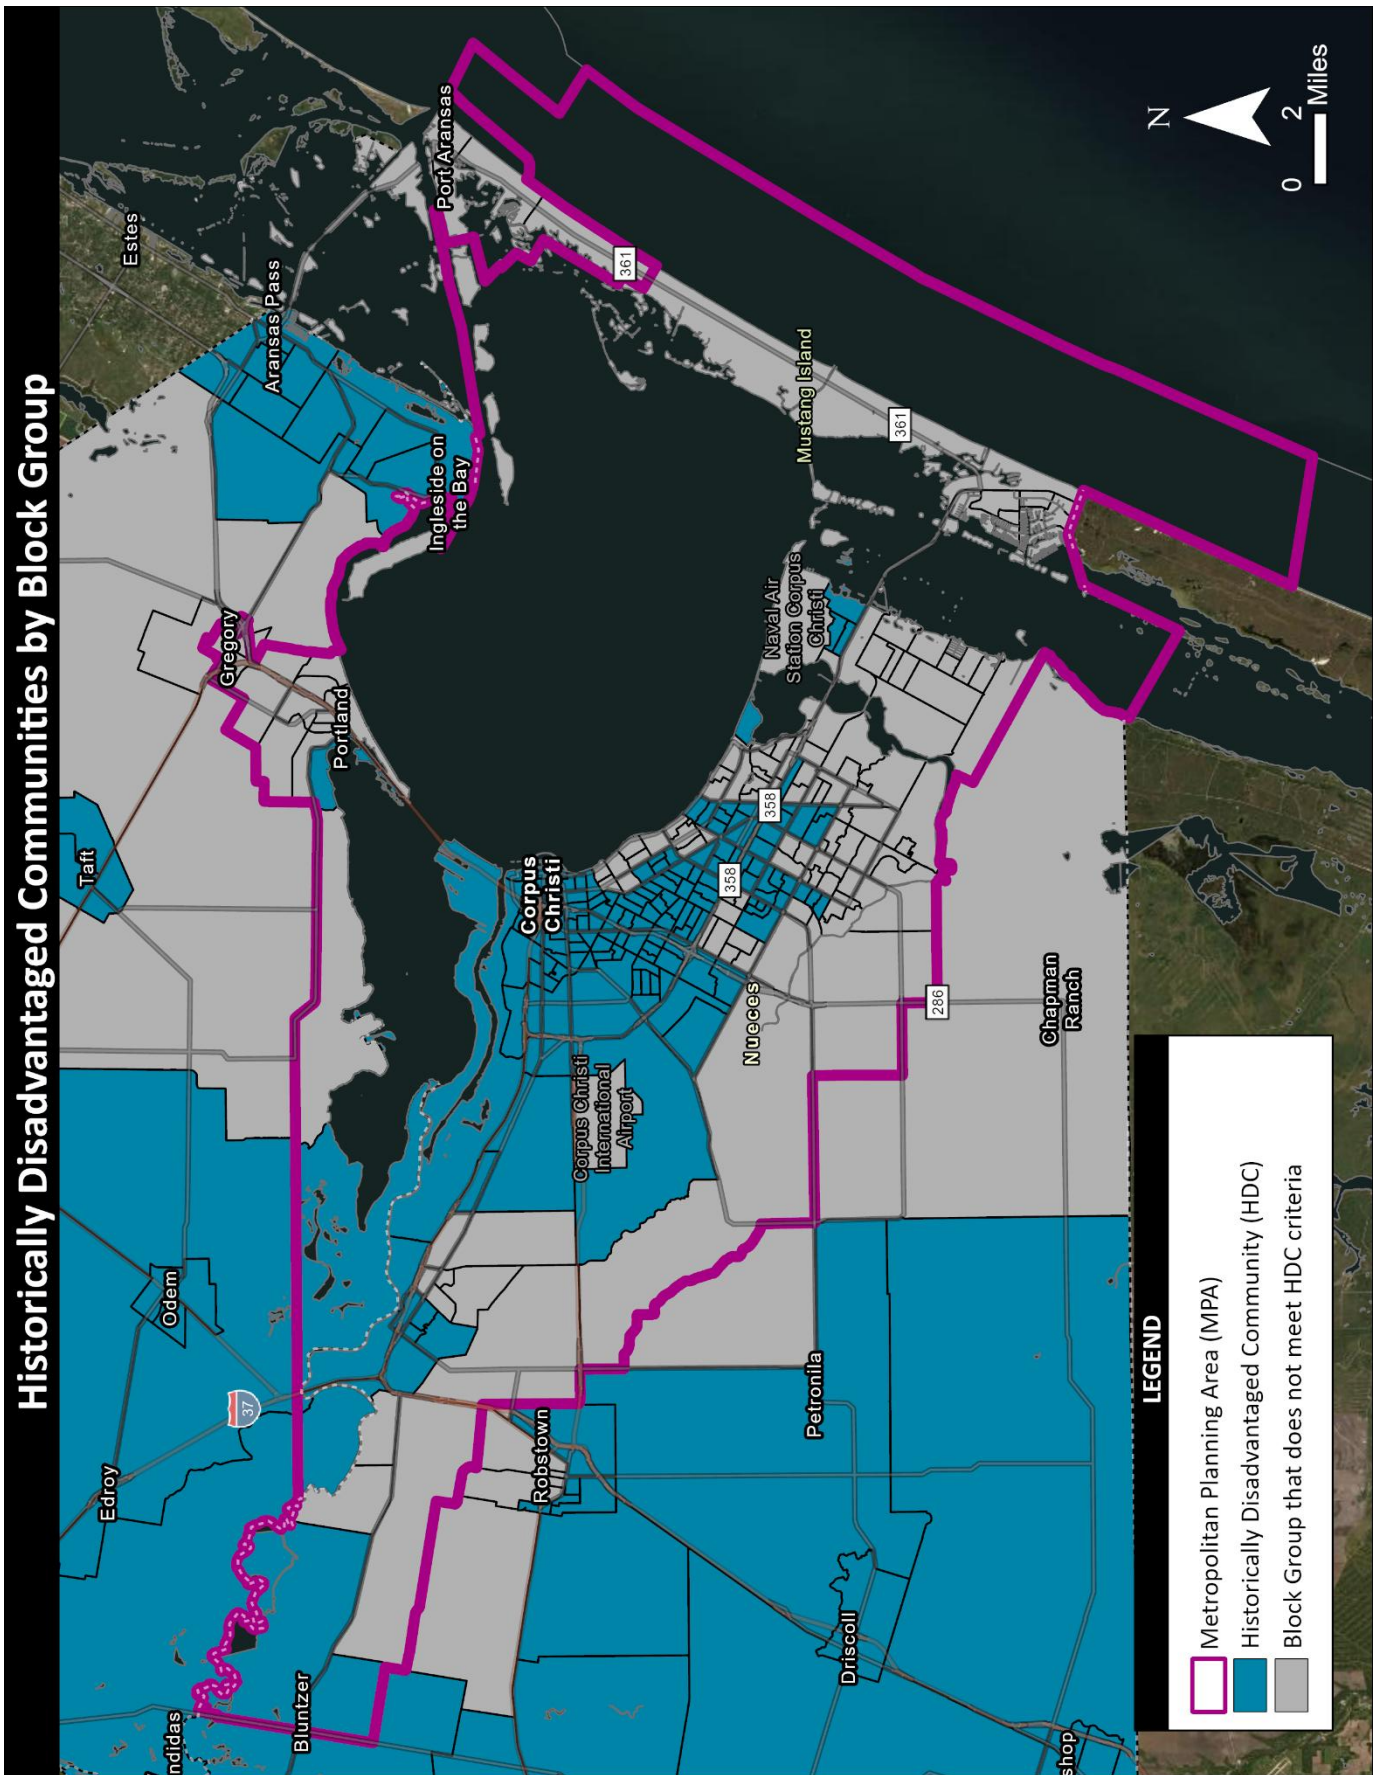 Historically Disadvantaged Communities by Block Group
Estes
Aransas Pass
Port Aransas
Ingleside on
the Bay
Gregory
Portland
Taft
Odem
Edroy
37
ndidas
Bluntzer
361
Mustang Island
361
Naval Air
Station Corpus
Christi
Corpus
Christi
358
358
Nueces
Corpus Christi
International
Airport
286
Chapman
Ranch
Robstown
Petronila
Driscoll
shop
N
0 2
Miles
LEGEND
Metropolitan Planning Area (MPA)
Historically Disadvantaged Community (HDC)
Block Group that does not meet HDC criteria